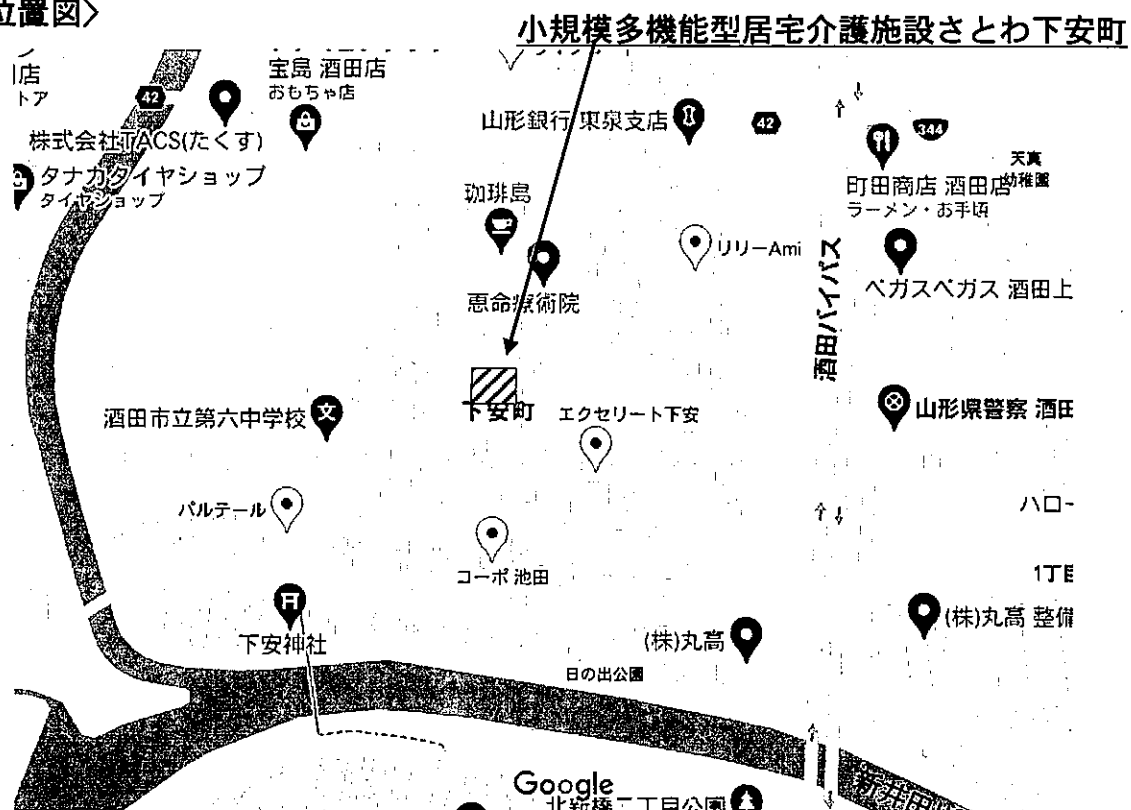 位置図〉
小規模多機能型居宅介護施設さとわ下安町
店
トア
42
宝島 酒田店
おもちゃ店
株式会社TACS(たくす)
タナカタイヤショップ
タイヤショップ
山形銀行 東泉支店
42
344
天真
幼稚園
町田商店 酒田店
ラーメン・お手頃
珈琲島
リリーAmi
恵命療術院
酒田バイパス
ペガスペガス 酒田上
酒田市立第六中学校
下安町
エクセリート下安
山形県警察 酒田
パルテール
コーポ 池田
ハロー
1丁目
下安神社
(株)丸高
(株)丸高 整備
日の出公園
新井田
Google
北新橋二丁目公園